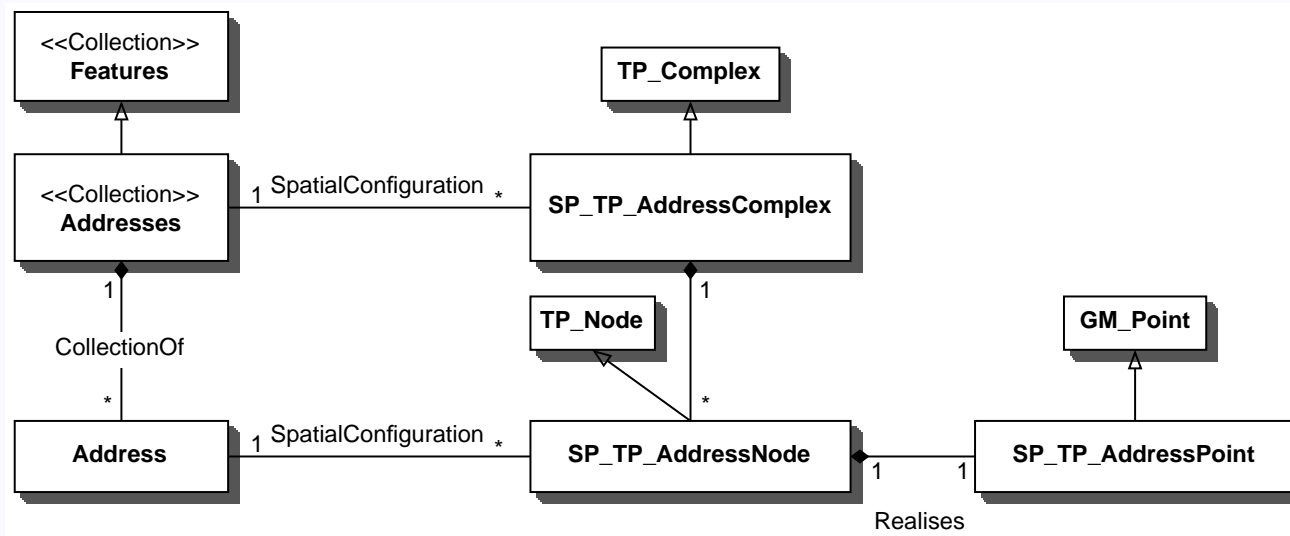 <<Collection>>
Features
TP_Complex
<<Collection>>
Addresses
1 SpatialConfiguration *
SP_TP_AddressComplex
1
1
TP_Node
GM_Point
CollectionOf
*
*
Address
1 SpatialConfiguration *
SP_TP_AddressNode
1
1
SP_TP_AddressPoint
Realises